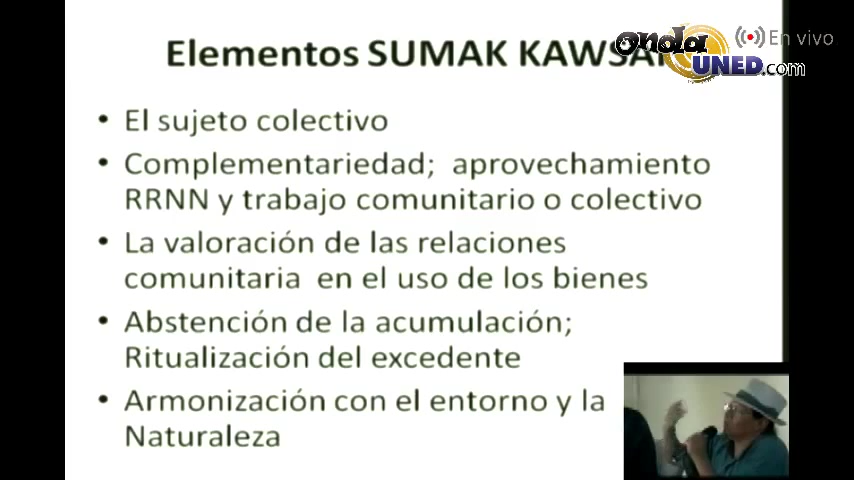 Elementos SUMAK KAWSA
Onda
UNED.com
En vivo
• El sujeto colectivo
• Complementariedad; aprovechamiento
RRNN y trabajo comunitario o colectivo
• La valoración de las relaciones
comunitaria en el uso de los bienes
• Abstención de la acumulación;
Ritualización del excedente
• Armonización con el entorno y la
Naturaleza